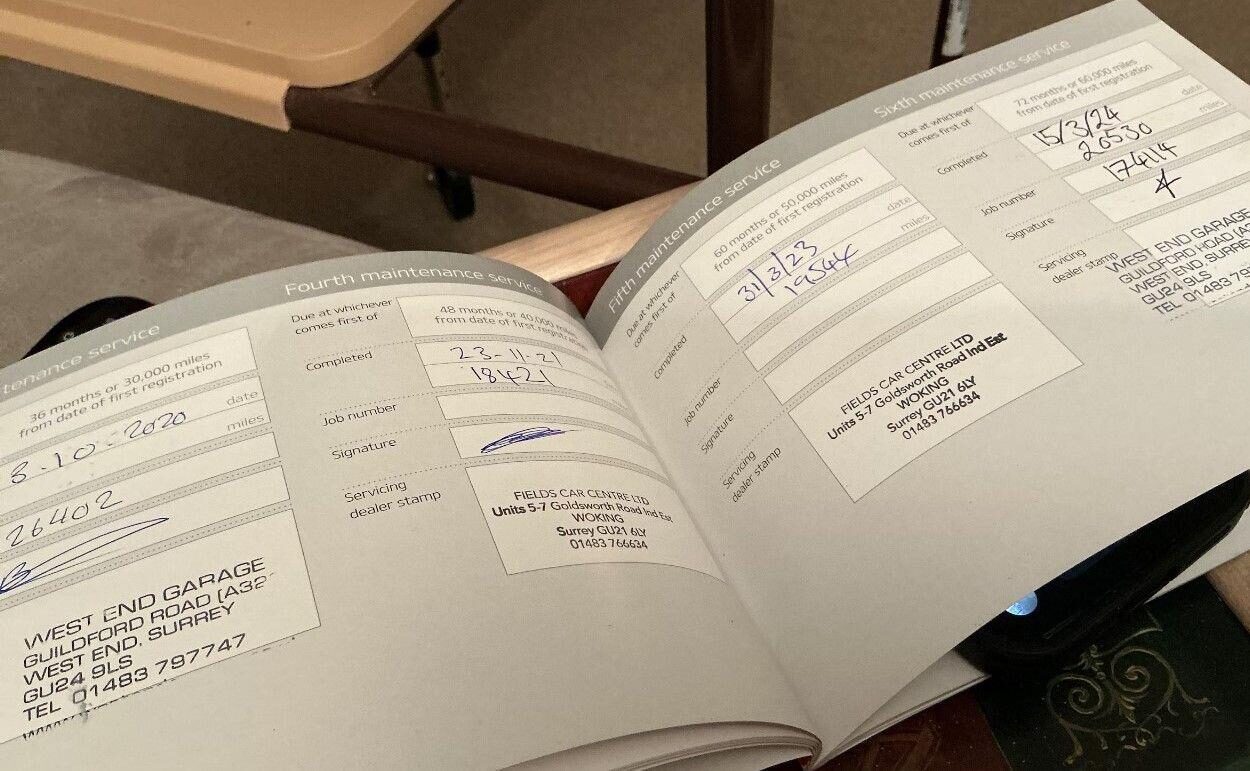 tenance service
36 months or 30,000 miles
from date of first registration
8-10-2020
date
miles
26402
WEST END GARAGE
GUILDFORD ROAD (A32
WEST END, SURREY
GU24 9LS
TEL 01483 797747
Fourth maintenance service
Due at whichever
comes first of
48 months or 40,000 miles
from date of first registration
Completed
23-11-21
18421
Job number
Signature
Servicing
dealer stamp
FIELDS CAR CENTRE LTD
Units 5-7 Goldsworth Road Ind Est
WOKING
Surrey GU21 6LY
01483 766634
Fifth maintenance service
Due at whichever
comes first of
60 months or 50,000 miles
from date of first registration
Completed
31/3/23
date
19544
miles
Job number
Signature
Servicing
dealer stamp
FIELDS CAR CENTRE LTD
Units 5-7 Goldsworth Road Ind Est
WOKING
Surrey GU21 6LY
01483 766634
Sixth maintenance service
Due at whichever
comes first of
72 months or 60,000 miles
from date of first registration
Completed
15/3/24
date
20530
miles
Job number
174114
Signature
Servicing
dealer stamp
WEST END GARAGE
GUILDFORD ROAD (A3
WEST END, SURRE
GU24 9LS
TEL 01483 79